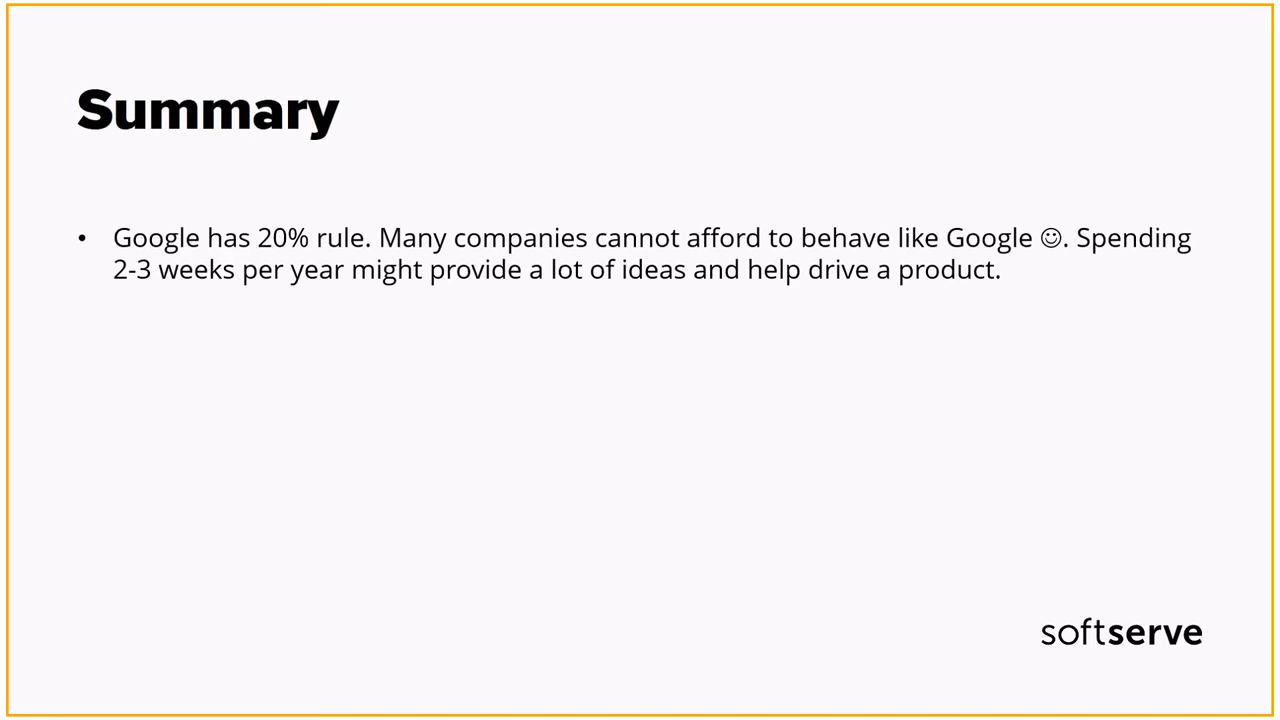 Summary
• Google has 20% rule. Many companies cannot afford to behave like Google ☺. Spending
2-3 weeks per year might provide a lot of ideas and help drive a product.
softserve